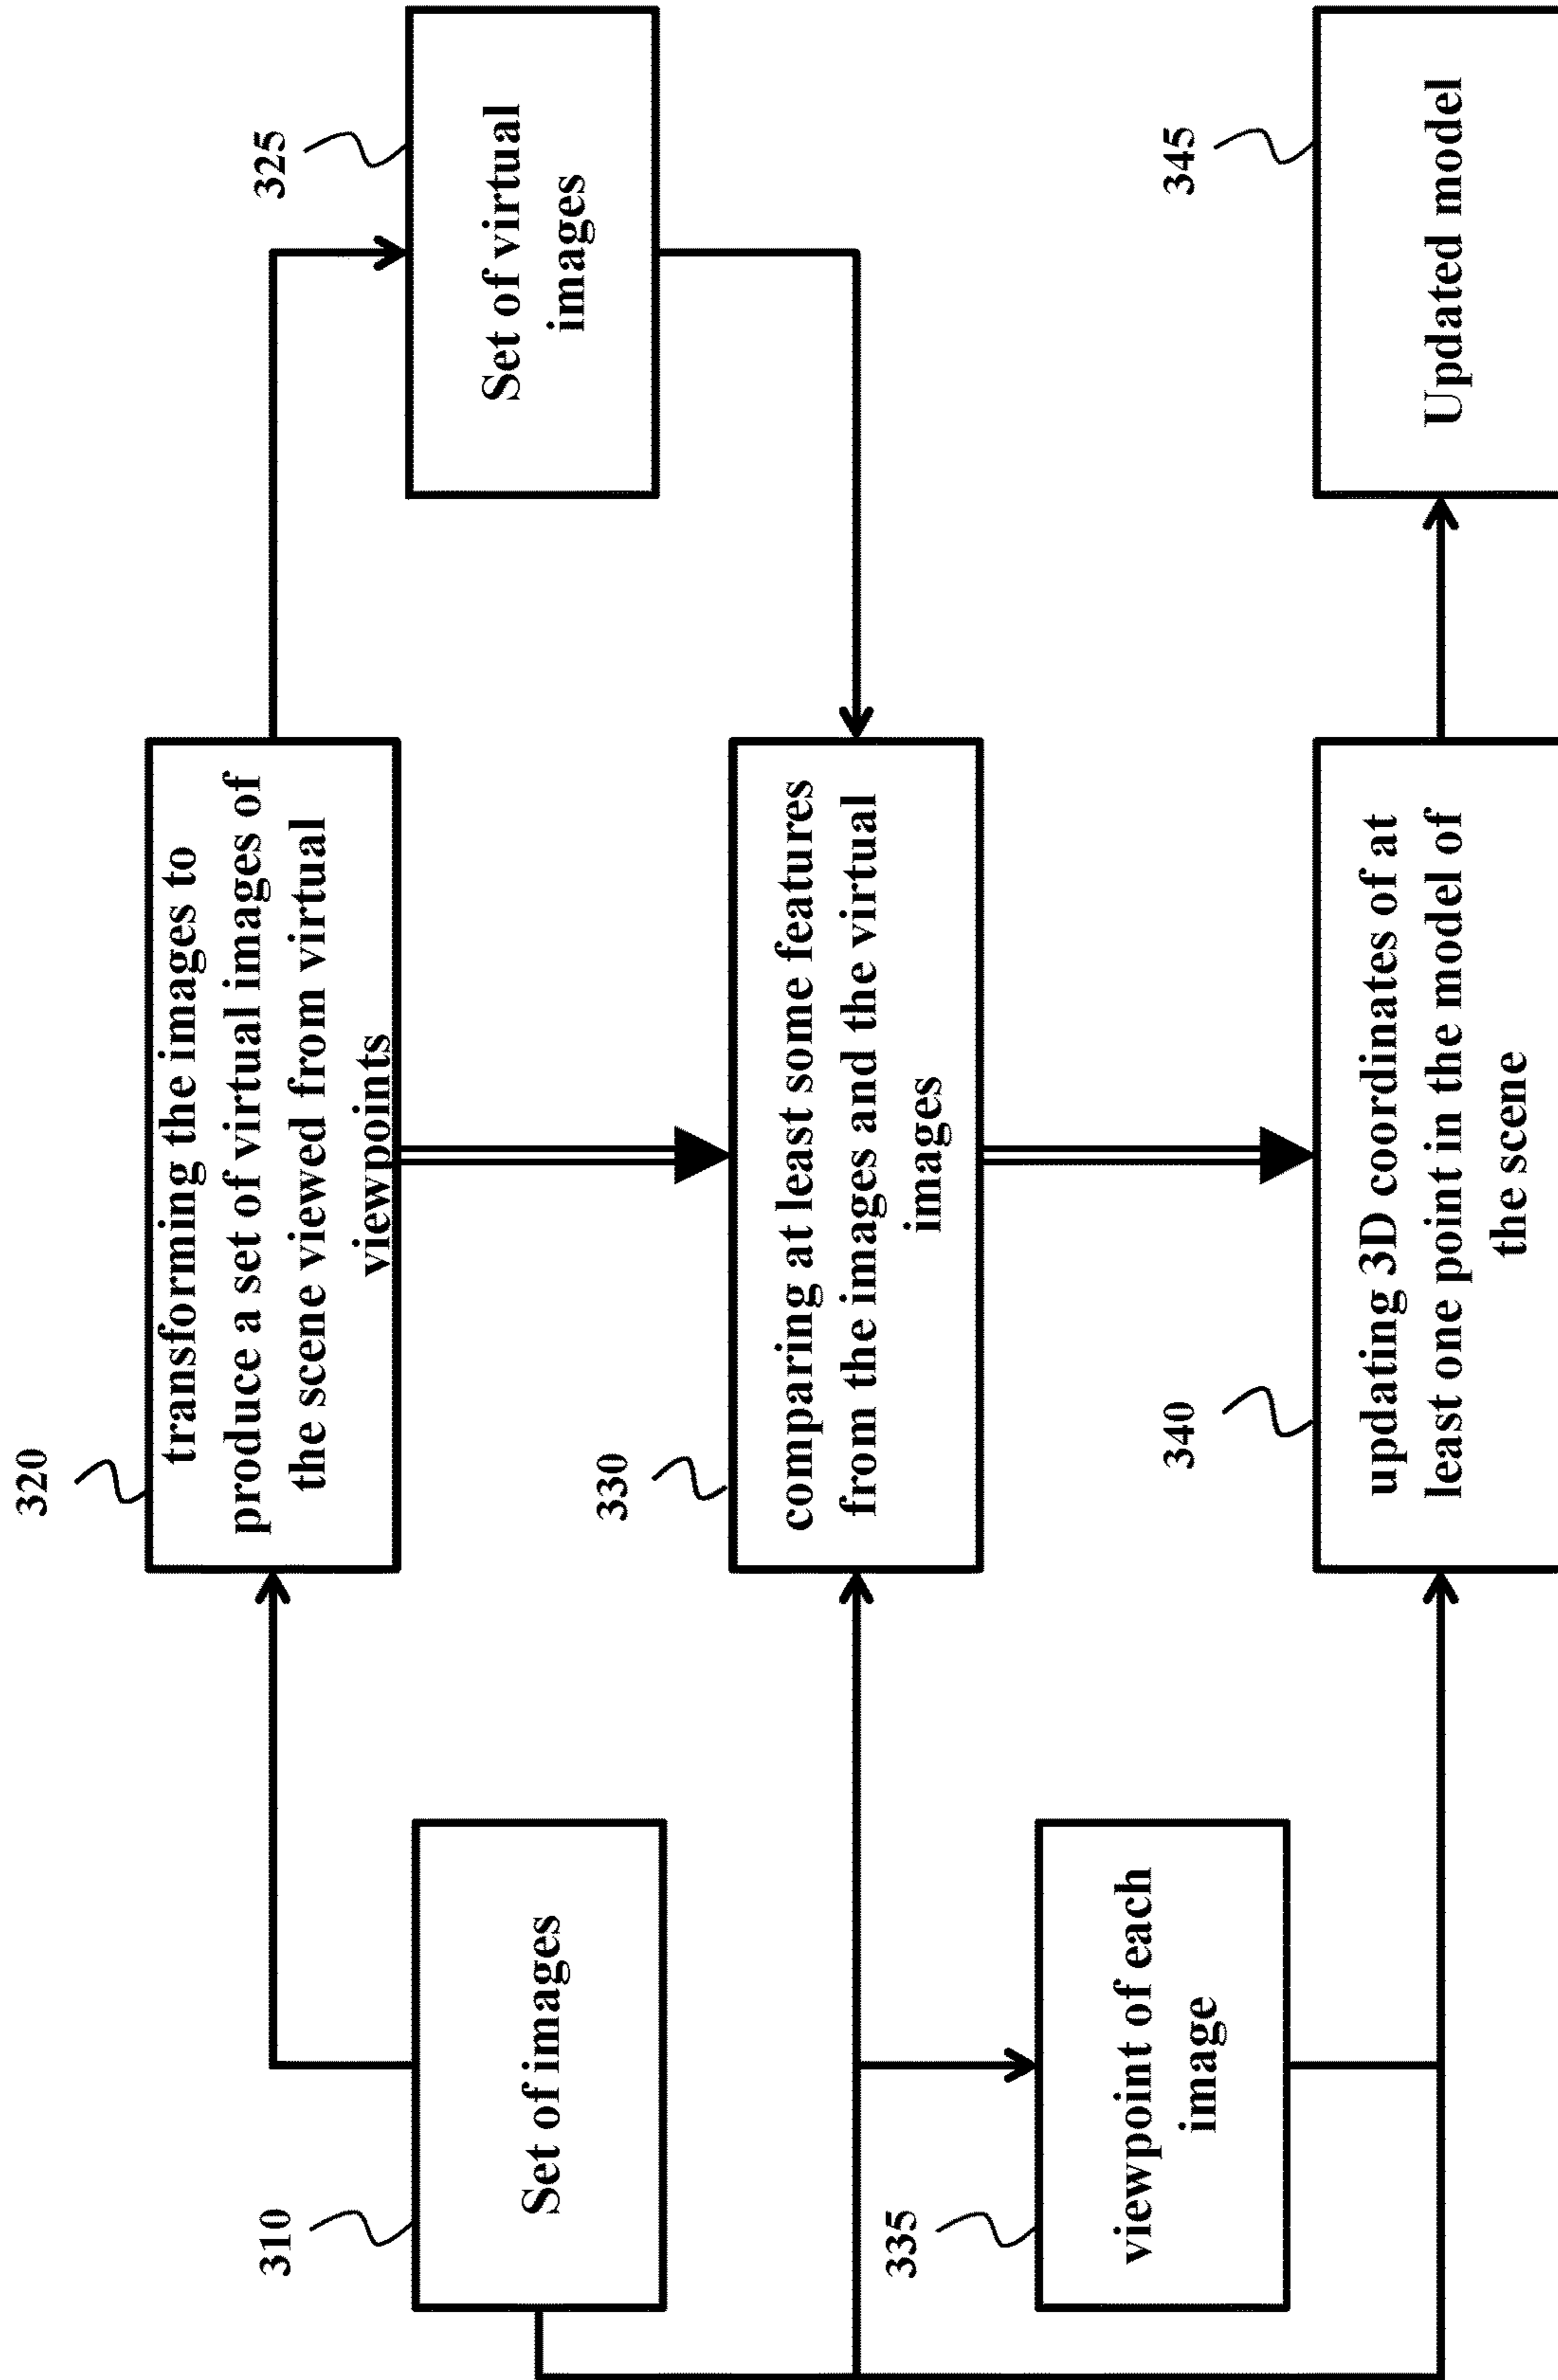 310
Set of images
320
transforming the images to
produce a set of virtual images of
the scene viewed from virtual
viewpoints
325
Set of virtual
images
330
comparing at least some features
from the images and the virtual
images
335
viewpoint of each
image
340
updating 3D coordinates of at
least one point in the model of
the scene
345
Updated model